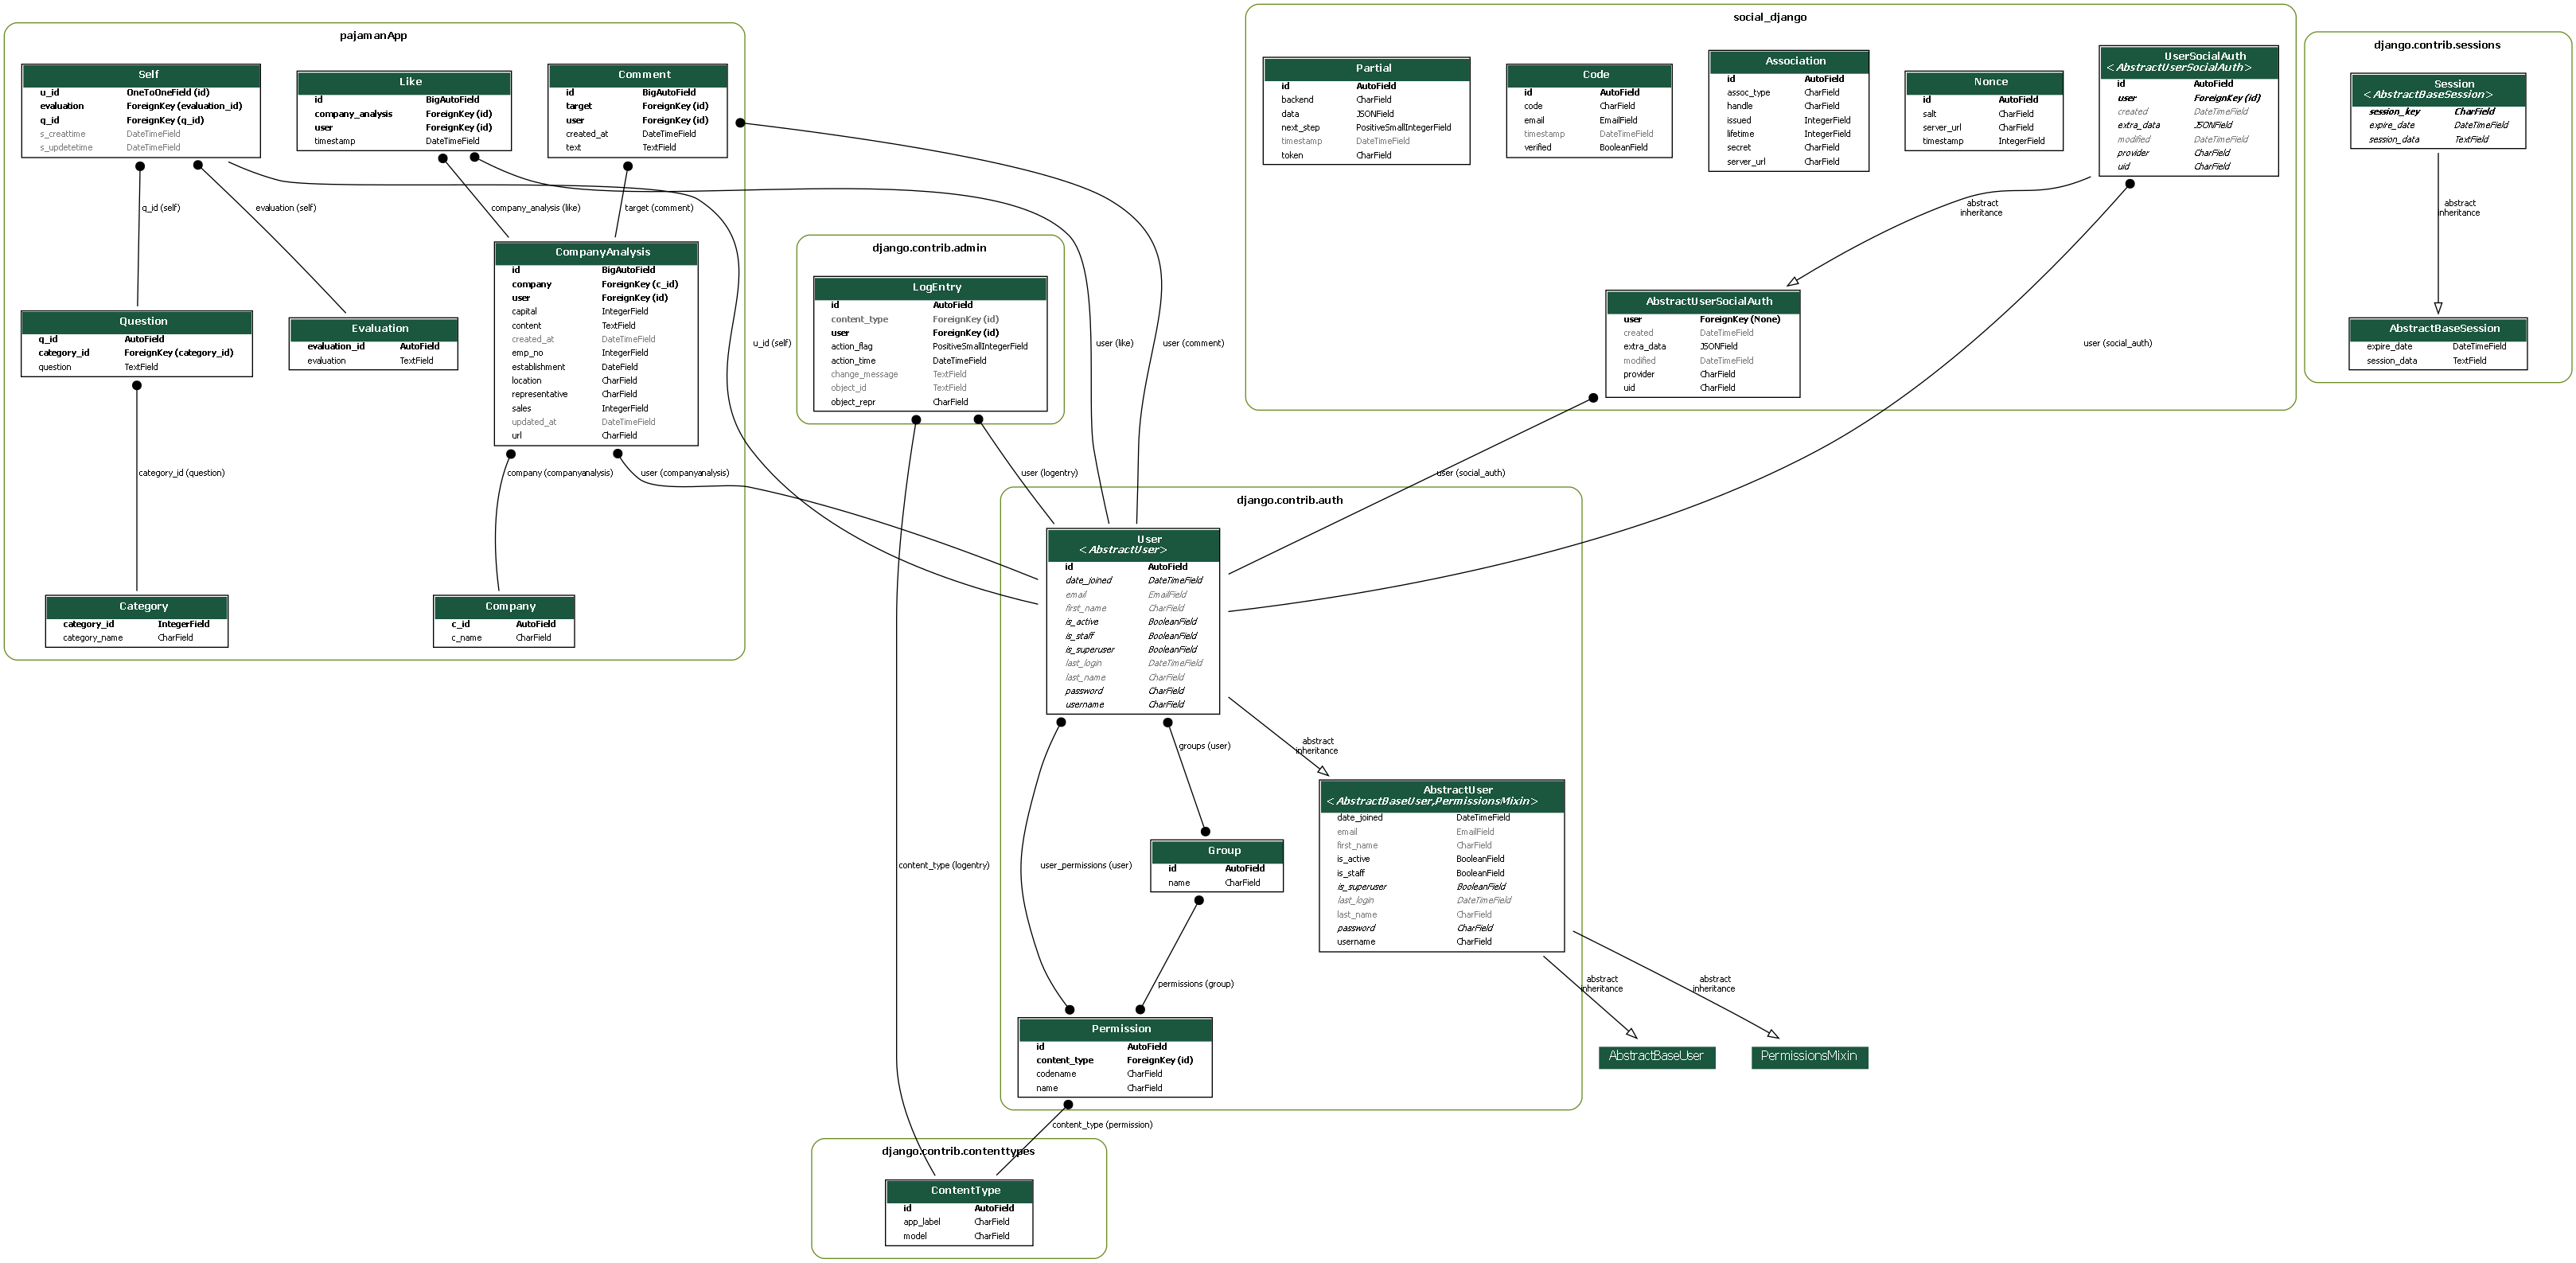 pajamanApp
Self
u_id OneToOneField (id)
evaluation ForeignKey (evaluation_id)
q_id ForeignKey (q_id)
s_creattime DateTimeField
s_updetetime DateTimeField
Like
id BigAutoField
company_analysis ForeignKey (id)
user ForeignKey (id)
timestamp DateTimeField
Comment
id BigAutoField
target ForeignKey (id)
user ForeignKey (id)
created_at DateTimeField
text TextField
q_id (self)
evaluation (self)
company_analysis (like)
target (comment)
CompanyAnalysis
id BigAutoField
company ForeignKey (c_id)
user ForeignKey (id)
capital IntegerField
content TextField
created_at DateTimeField
emp_no IntegerField
establishment DateField
location CharField
representative CharField
sales IntegerField
updated_at DateTimeField
url CharField
Question
q_id AutoField
category_id ForeignKey (category_id)
question TextField
Evaluation
evaluation_id AutoField
evaluation TextField
category_id (question)
company (companyanalysis)
user (companyanalysis)
Category
category_id IntegerField
category_name CharField
Company
c_id AutoField
c_name CharField
u_id (self)
user (like)
user (comment)
django.contrib.admin
LogEntry
id AutoField
content_type ForeignKey (id)
user ForeignKey (id)
action_flag PositiveSmallIntegerField
action_time DateTimeField
change_message TextField
object_id TextField
object_repr CharField
user (logentry)
content_type (logentry)
social_django
Partial
id AutoField
backend CharField
data JSONField
next_step PositiveSmallIntegerField
timestamp DateTimeField
token CharField
Code
id AutoField
code CharField
email EmailField
timestamp DateTimeField
verified BooleanField
Association
id AutoField
assoc_type CharField
handle CharField
issued IntegerField
lifetime IntegerField
secret CharField
server_url CharField
Nonce
id AutoField
salt CharField
server_url CharField
timestamp IntegerField
UserSocialAuth
<AbstractUserSocialAuth>
id AutoField
user ForeignKey (id)
created DateTimeField
extra_data JSONField
modified DateTimeField
provider CharField
uid CharField
abstract
inheritance
AbstractUserSocialAuth
user ForeignKey (None)
created DateTimeField
extra_data JSONField
modified DateTimeField
provider CharField
uid CharField
user (social_auth)
user (social_auth)
django.contrib.sessions
Session
<AbstractBaseSession>
session_key CharField
expire_date DateTimeField
session_data TextField
abstract
inheritance
AbstractBaseSession
expire_date DateTimeField
session_data TextField
django.contrib.auth
User
<AbstractUser>
id AutoField
date_joined DateTimeField
email EmailField
first_name CharField
is_active BooleanField
is_staff BooleanField
is_superuser BooleanField
last_login DateTimeField
last_name CharField
password CharField
username CharField
groups (user)
abstract
inheritance
user_permissions (user)
Group
id AutoField
name CharField
AbstractUser
<AbstractBaseUser,PermissionsMixin>
date_joined DateTimeField
email EmailField
first_name CharField
is_active BooleanField
is_staff BooleanField
is_superuser BooleanField
last_login DateTimeField
last_name CharField
password CharField
username CharField
permissions (group)
abstract
inheritance
abstract
inheritance
Permission
id AutoField
content_type ForeignKey (id)
codename CharField
name CharField
AbstractBaseUser
PermissionsMixin
content_type (permission)
django.contrib.contenttypes
ContentType
id AutoField
app_label CharField
model CharField